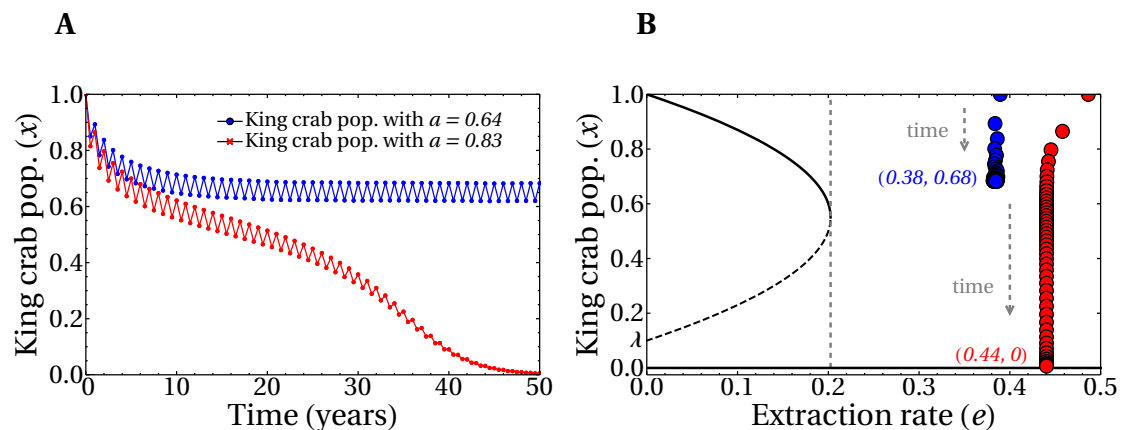 A
King crab pop. (x)
1.0
0.8
0.6
0.4
0.2
0.0
King crab pop. with a = 0.64
King crab pop. with a = 0.83
0 10 20 30 40 50
Time (years)
B
King crab pop. (x)
1.0
0.8
0.6
0.4
0.2
λ
0.0
time
(0.38, 0.68)
time
(0.44, 0)
0.0 0.1 0.2 0.3 0.4 0.5
Extraction rate (e)